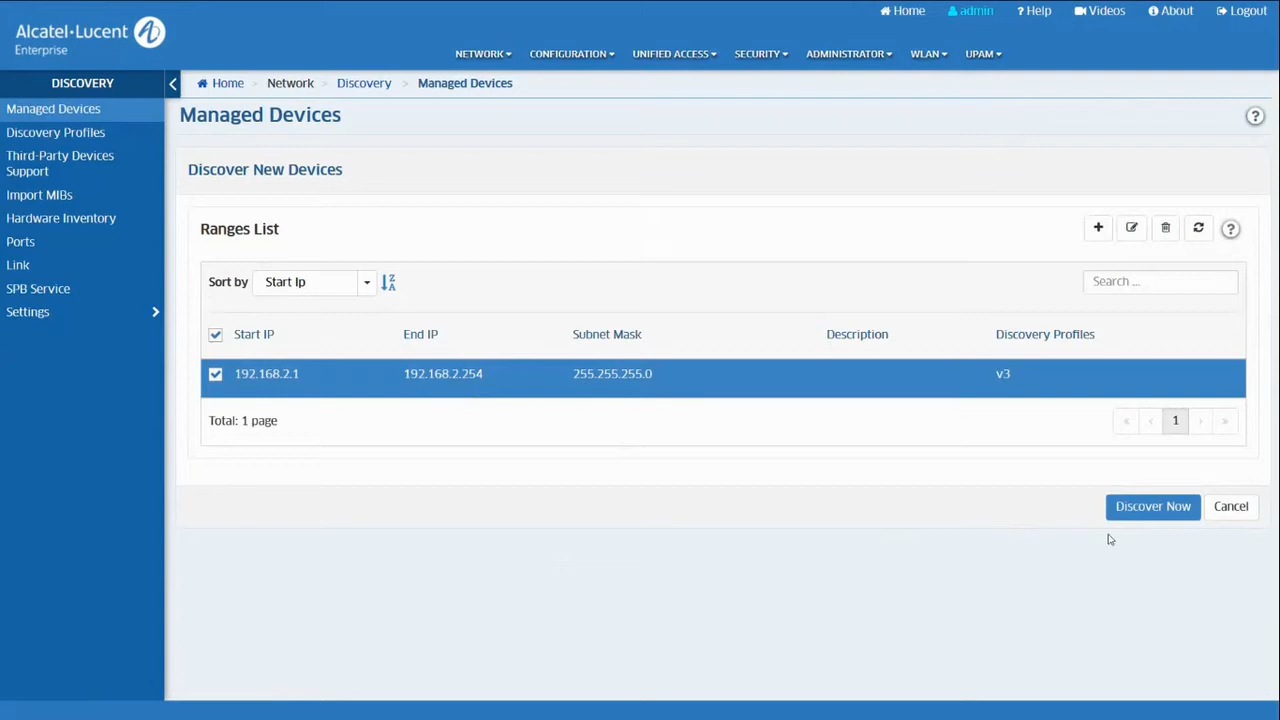 Alcatel·Lucent
Enterprise
Home admin ? Help Videos About Logout
NETWORK CONFIGURATION UNIFIED ACCESS SECURITY ADMINISTRATOR WLAN UPAM
DISCOVERY
Home > Network > Discovery > Managed Devices
Managed Devices
Discovery Profiles
Third-Party Devices
Support
Import MIBs
Hardware Inventory
Ports
Link
SPB Service
Settings
Managed Devices
?
Discover New Devices
Ranges List
?
Sort by Start Ip
Search ...
Start IP End IP Subnet Mask Description Discovery Profiles
192.168.2.1 192.168.2.254 255.255.255.0 v3
Total: 1 page
« ‹ 1 › »
Discover Now Cancel